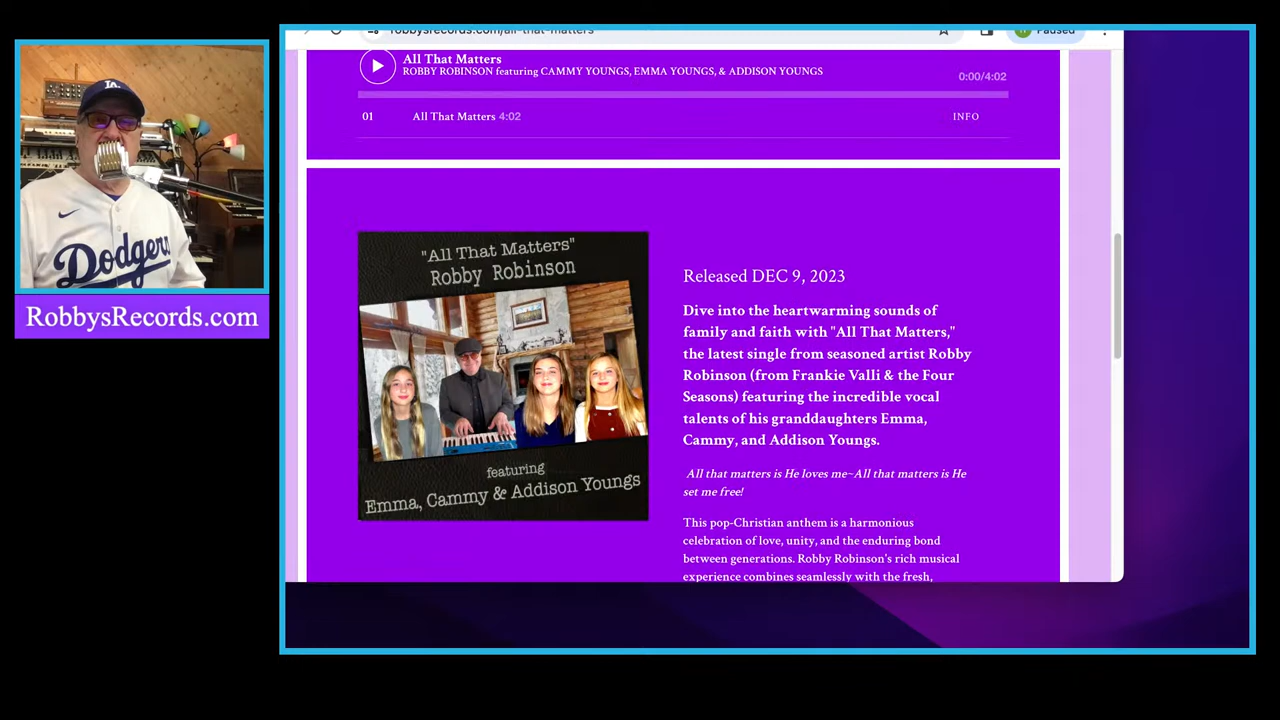 robbysrecords.com/all-that-matters
Paused
All That Matters
ROBBY ROBINSON featuring CAMMY YOUNGS, EMMA YOUNGS, & ADDISON YOUNGS
0:00/4:02
01 All That Matters 4:02 INFO
LA
Dodgers
RobbysRecords.com
"All That Matters"
Robby Robinson
featuring
Emma, Cammy & Addison Youngs
Released DEC 9, 2023
Dive into the heartwarming sounds of
family and faith with "All That Matters,"
the latest single from seasoned artist Robby
Robinson (from Frankie Valli & the Four
Seasons) featuring the incredible vocal
talents of his granddaughters Emma,
Cammy, and Addison Youngs.
All that matters is He loves me~All that matters is He
set me free!
This pop-Christian anthem is a harmonious
celebration of love, unity, and the enduring bond
between generations. Robby Robinson's rich musical
experience combines seamlessly with the fresh,